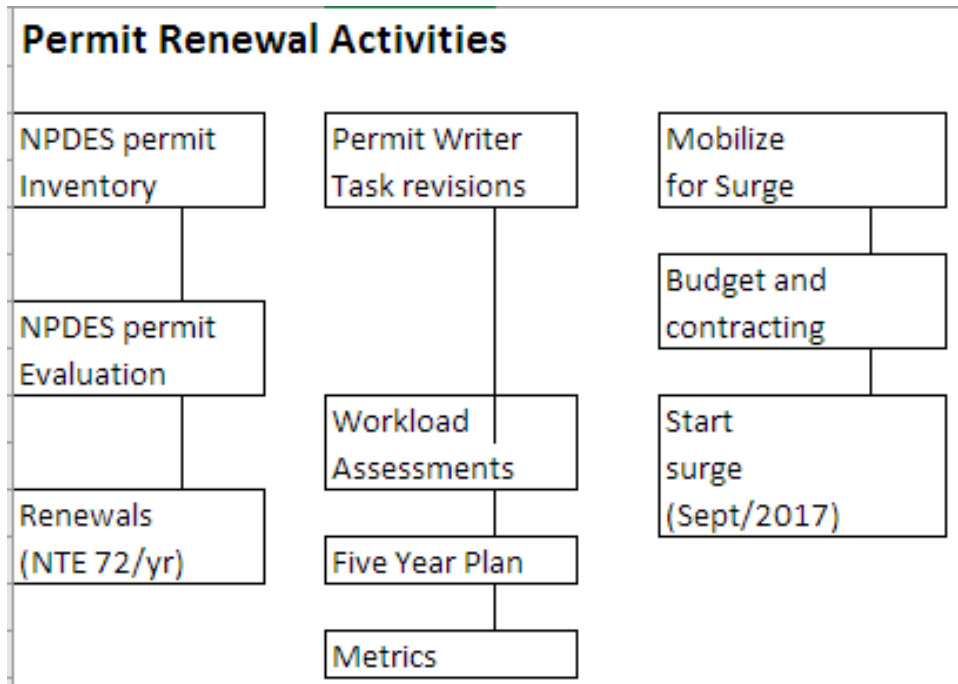 Permit Renewal Activities
NPDES permit
Inventory
NPDES permit
Evaluation
Renewals
(NTE 72/yr)
Permit Writer
Task revisions
Workload
Assessments
Five Year Plan
Metrics
Mobilize
for Surge
Budget and
contracting
Start
surge
(Sept/2017)